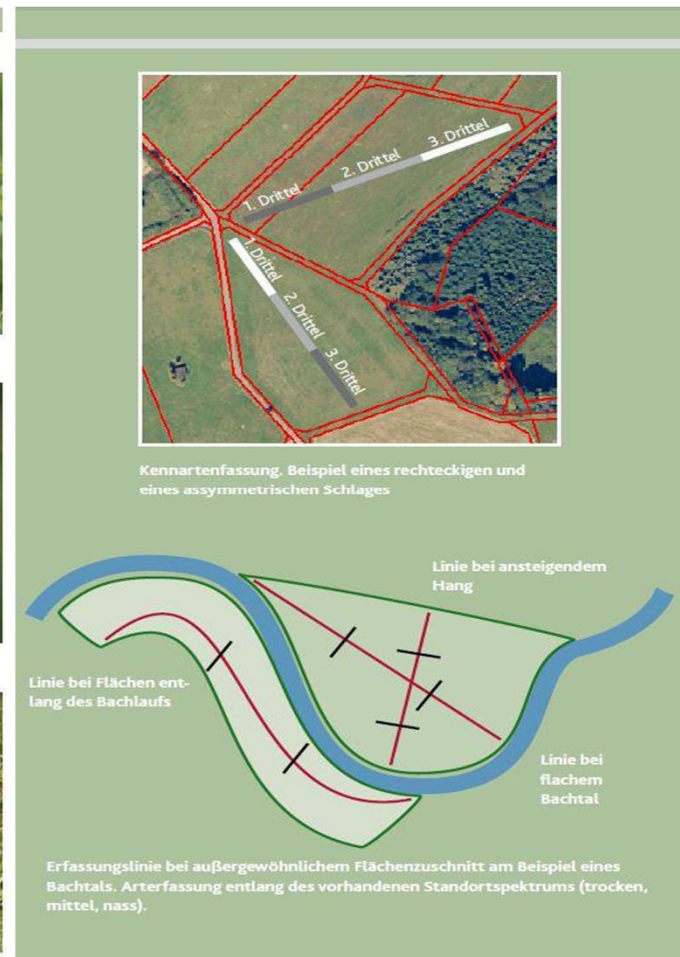 1. Drittel
2. Drittel
3. Drittel
1. Drittel
2. Drittel
3. Drittel
Kennartenfassung. Beispiel eines rechteckigen und
eines assymmetrischen Schlages
Linie bei ansteigendem
Hang
Linie bei Flächen ent-
lang des Bachlaufs
Linie bei
flachem
Bachtal
Erfassungslinie bei außergewöhnlichem Flächenzuschnitt am Beispiel eines
Bachtals. Arterfassung entlang des vorhandenen Standortspektrums (trocken,
mittel, nass).